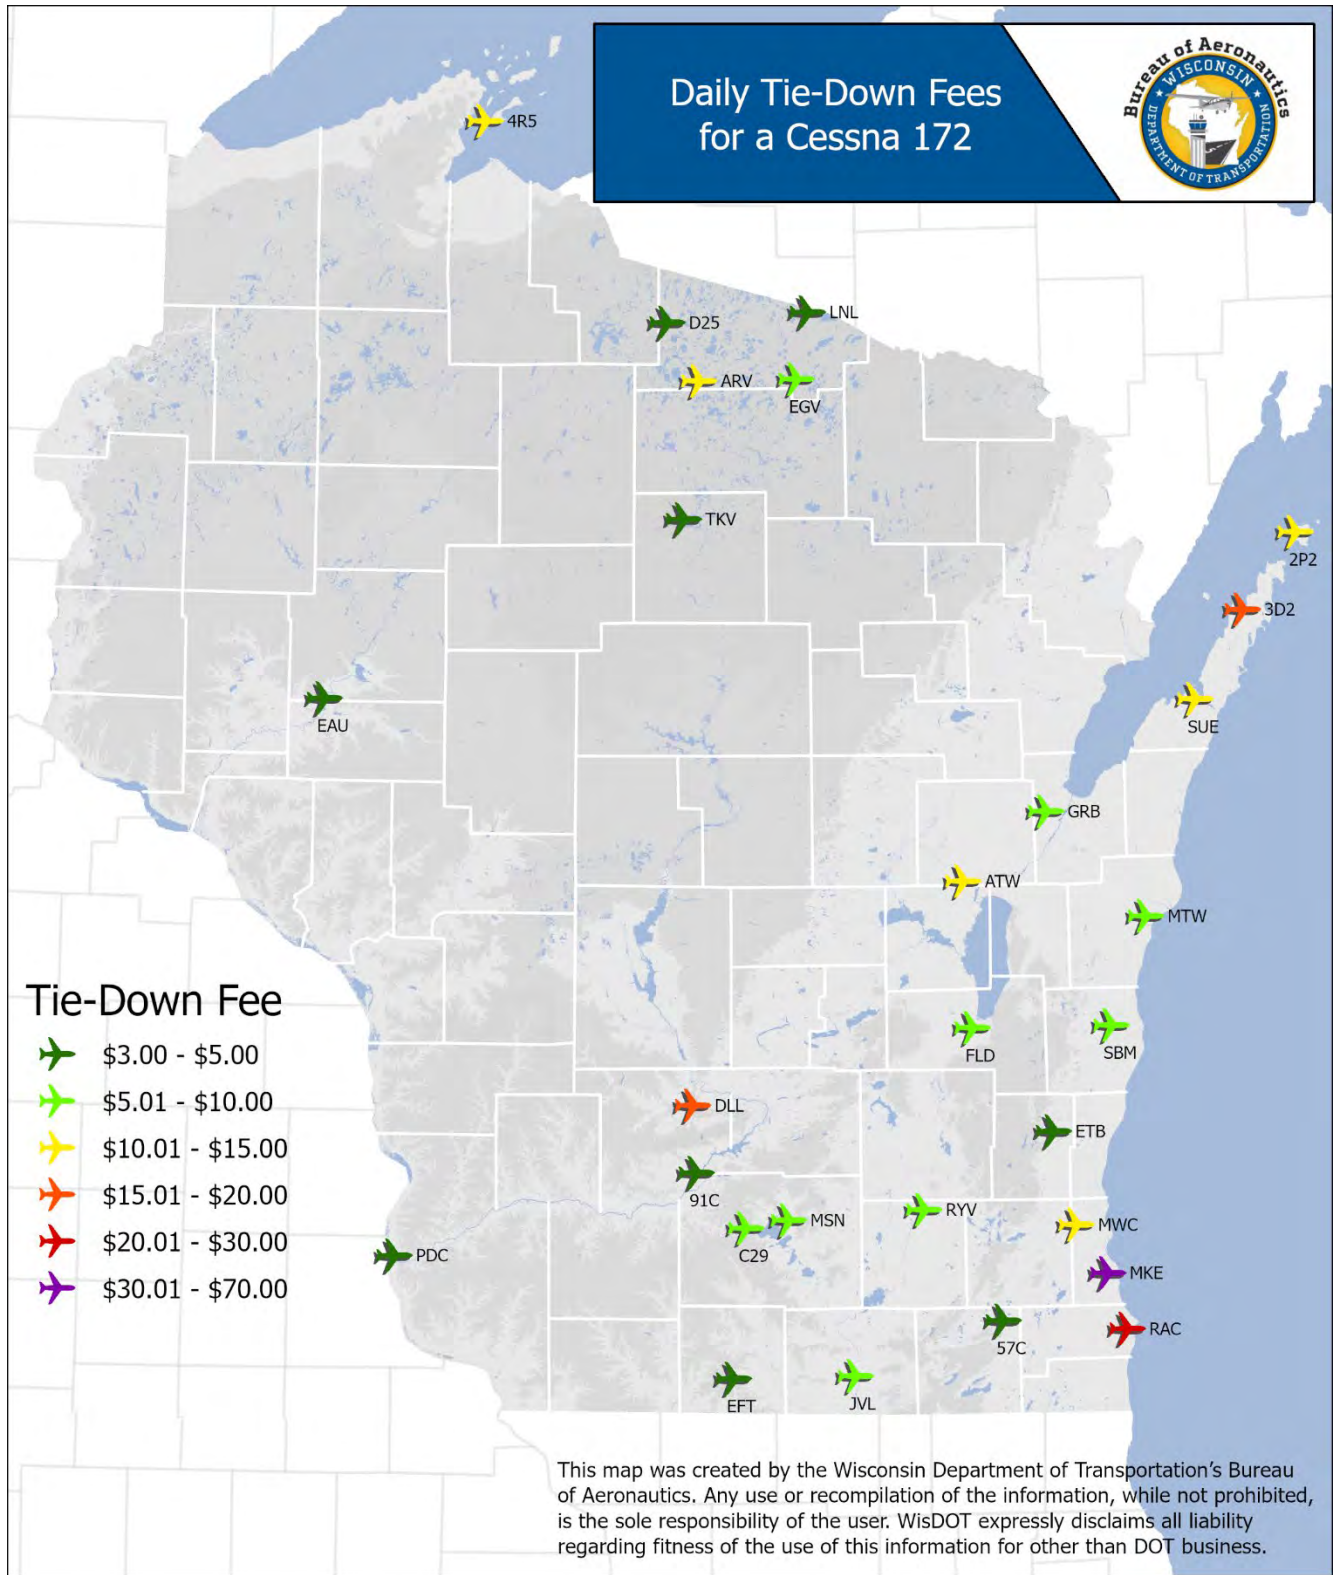 Daily Tie-Down Fees
for a Cessna 172
Bureau of Aeronautics
WISCONSIN
DEPARTMENT OF TRANSPORTATION
4R5
LNL
D25
ARV
EGV
TKV
2P2
3D2
EAU
SUE
GRB
ATW
MTW
FLD
SBM
DLL
ETB
91C
MSN
RYV
MWC
C29
PDC
MKE
RAC
57C
EFT
JVL
Tie-Down Fee
$3.00 - $5.00
$5.01 - $10.00
$10.01 - $15.00
$15.01 - $20.00
$20.01 - $30.00
$30.01 - $70.00
This map was created by the Wisconsin Department of Transportation's Bureau
of Aeronautics. Any use or recompilation of the information, while not prohibited,
is the sole responsibility of the user. WisDOT expressly disclaims all liability
regarding fitness of the use of this information for other than DOT business.